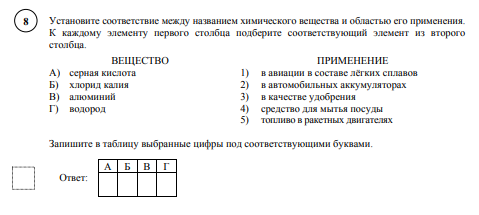 8
Установите соответствие между названием химического вещества и областью его применения.
К каждому элементу первого столбца подберите соответствующий элемент из второго
столбца.
ВЕЩЕСТВО ПРИМЕНЕНИЕ
А) серная кислота 1) в авиации в составе лёгких сплавов
Б) хлорид калия 2) в автомобильных аккумуляторах
В) алюминий 3) в качестве удобрения
Г) водород 4) средство для мытья посуды
5) топливо в ракетных двигателях
Запишите в таблицу выбранные цифры под соответствующими буквами.
Ответ: А Б В Г